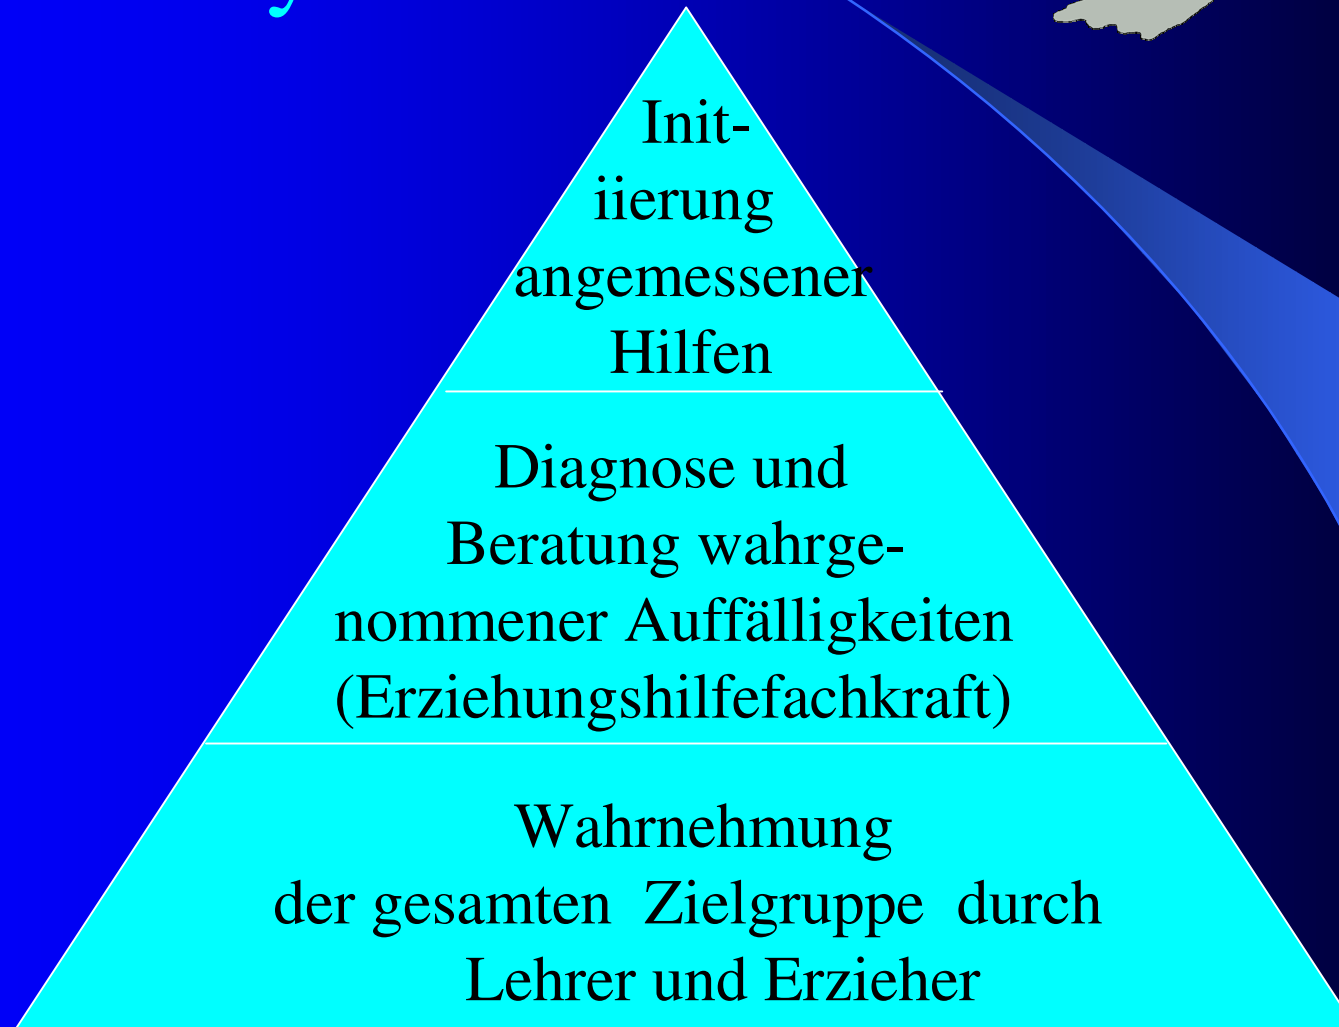 Init-
iierung
angemessener
Hilfen
Diagnose und
Beratung wahrge-
nommener Auffälligkeiten
(Erziehungshilfefachkraft)
Wahrnehmung
der gesamten Zielgruppe durch
Lehrer und Erzieher